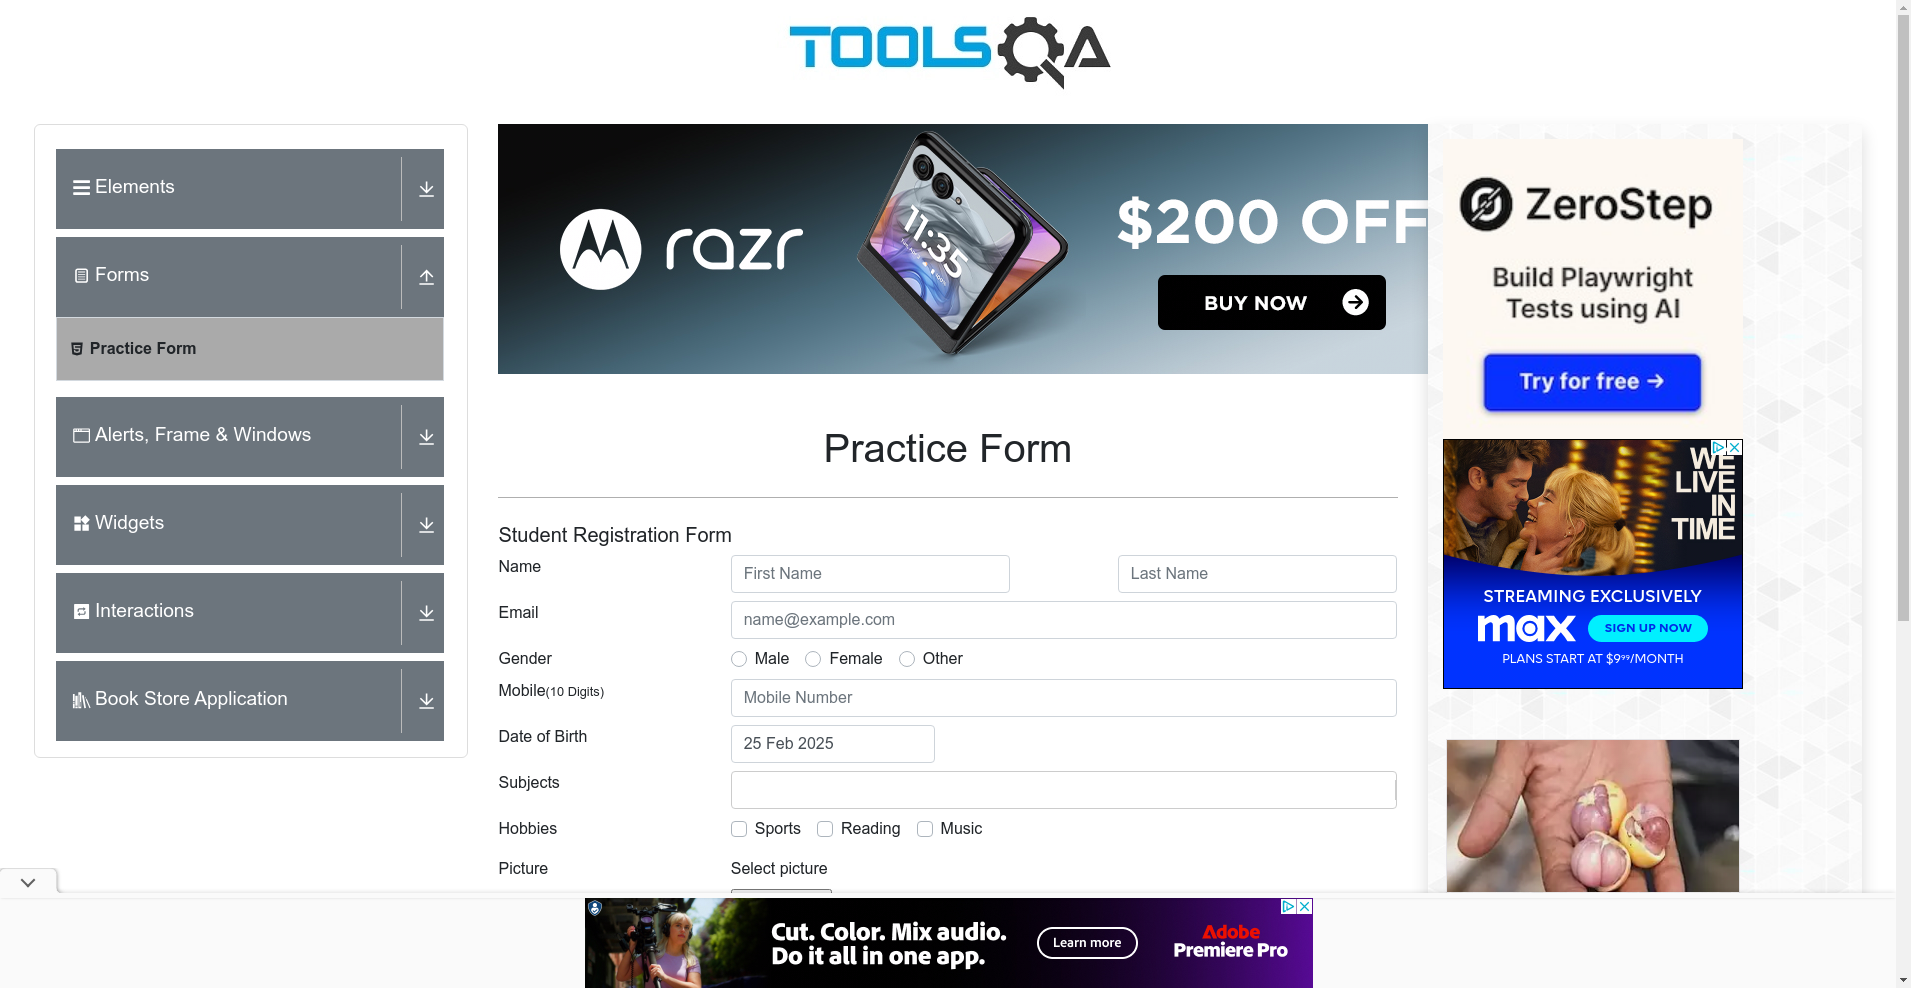 TOOLSQA
Elements
Forms
Practice Form
Alerts, Frame & Windows
Widgets
Interactions
Book Store Application
razr
11:35
$200 OFF
BUY NOW
Practice Form
Student Registration Form
Name
First Name
Last Name
Email
name@example.com
Gender
Male
Female
Other
Mobile(10 Digits)
Mobile Number
Date of Birth
25 Feb 2025
Subjects
Hobbies
Sports
Reading
Music
Picture
Select picture
ZeroStep
Build Playwright
Tests using AI
Try for free →
WE
LIVE
IN
TIME
STREAMING EXCLUSIVELY
max
SIGN UP NOW
PLANS START AT $9.99/MONTH
Cut. Color. Mix audio.
Do it all in one app.
Learn more
Adobe
Premiere Pro